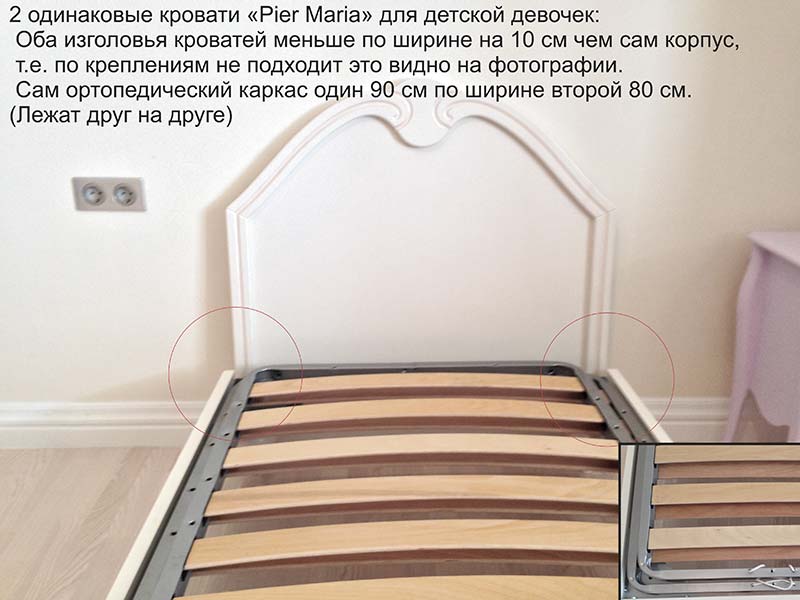 2 одинаковые кровати «Pier Maria» для детской девочек:
Оба изголовья кроватей меньше по ширине на 10 см чем сам корпус,
т.е. по креплениям не подходит это видно на фотографии.
Сам ортопедический каркас один 90 см по ширине второй 80 см.
(Лежат друг на друге)